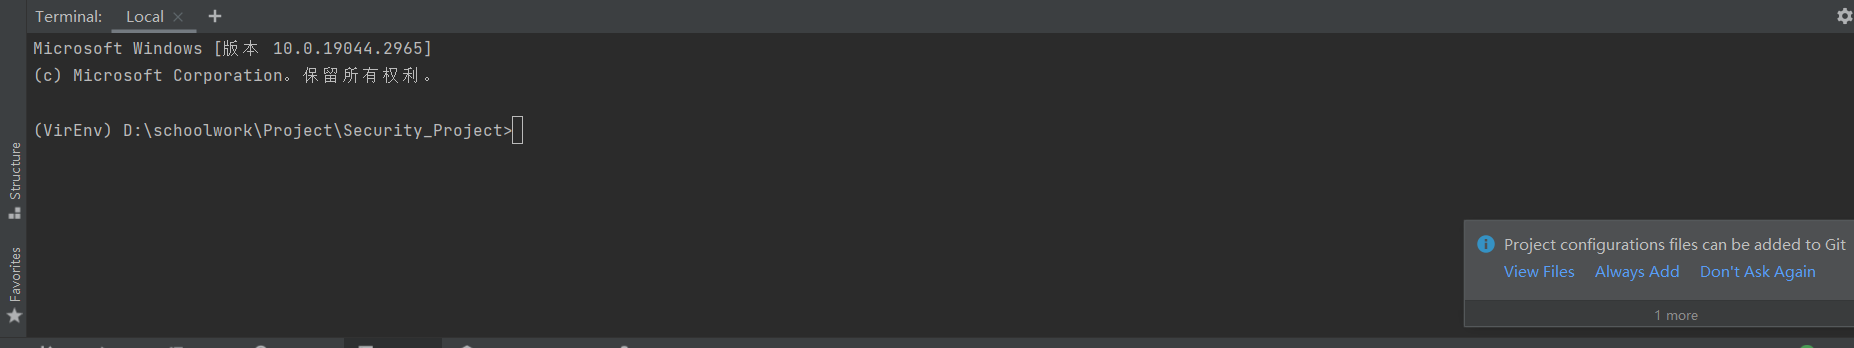 Terminal: Local × +
Microsoft Windows [版本 10.0.19044.2965]
(c) Microsoft Corporation。保留所有权利。
(VirEnv) D:\schoolwork\Project\Security_Project>
Structure
Favorites
Project configurations files can be added to Git
View Files Always Add Don't Ask Again
1 more